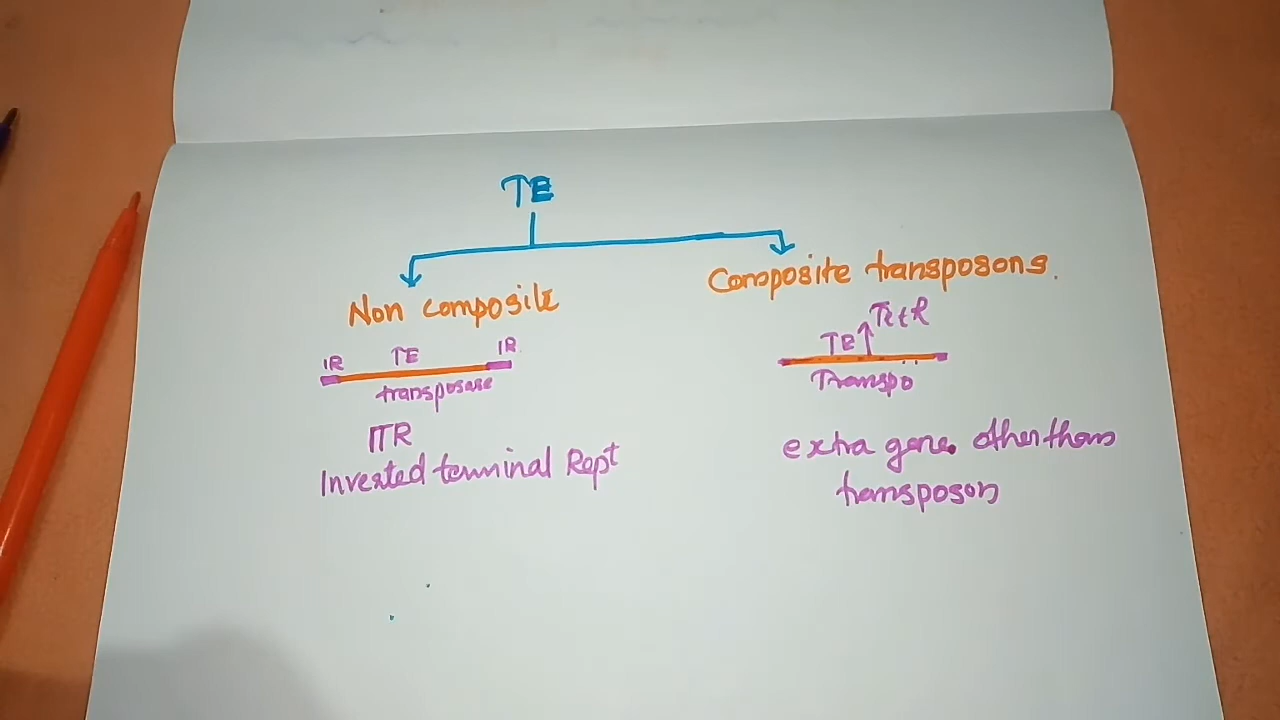 TE
Non composite
Composite transposons.
IR TE IR
transposase
ITR
Inverted terminal Rept
TE TetR
Transpo
extra gene other than
transposon